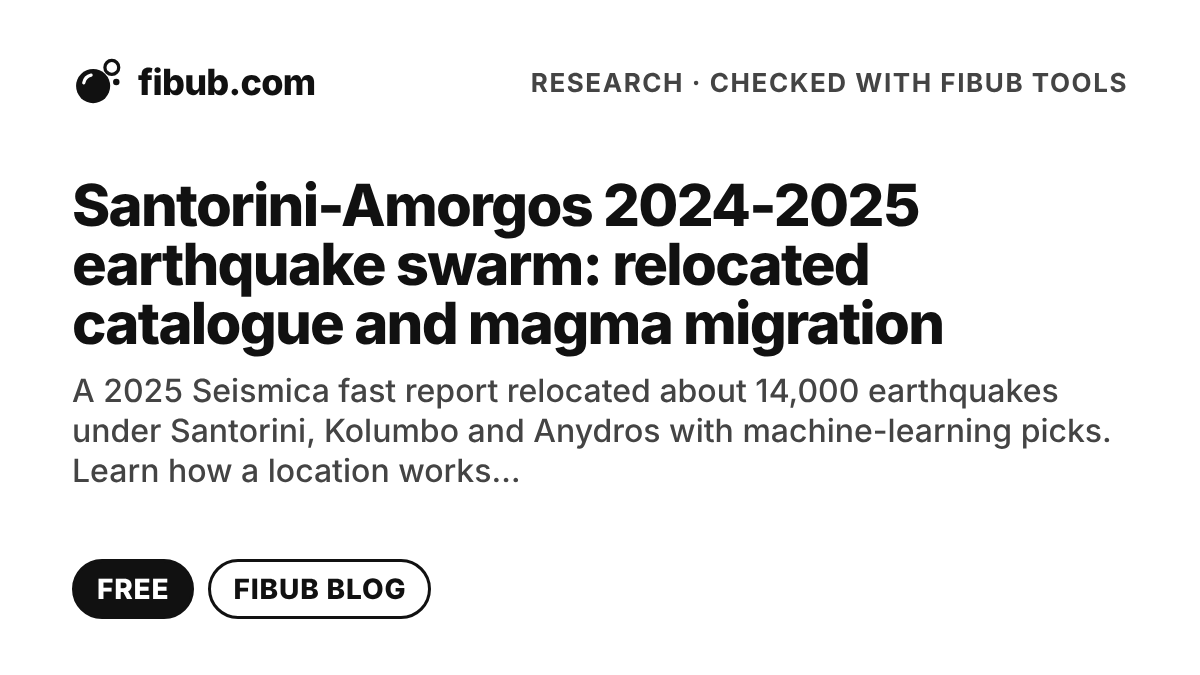 fibub.com
RESEARCH · CHECKED WITH FIBUB TOOLS
Santorini-Amorgos 2024-2025
earthquake swarm: relocated
catalogue and magma migration
A 2025 Seismica fast report relocated about 14,000 earthquakes
under Santorini, Kolumbo and Anydros with machine-learning picks.
Learn how a location works...
FREE
FIBUB BLOG